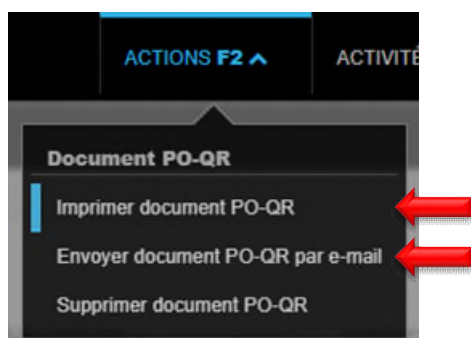 ACTIONS F2 ACTIVITÉ
Document PO-QR
Imprimer document PO-QR
Envoyer document PO-QR par e-mail
Supprimer document PO-QR